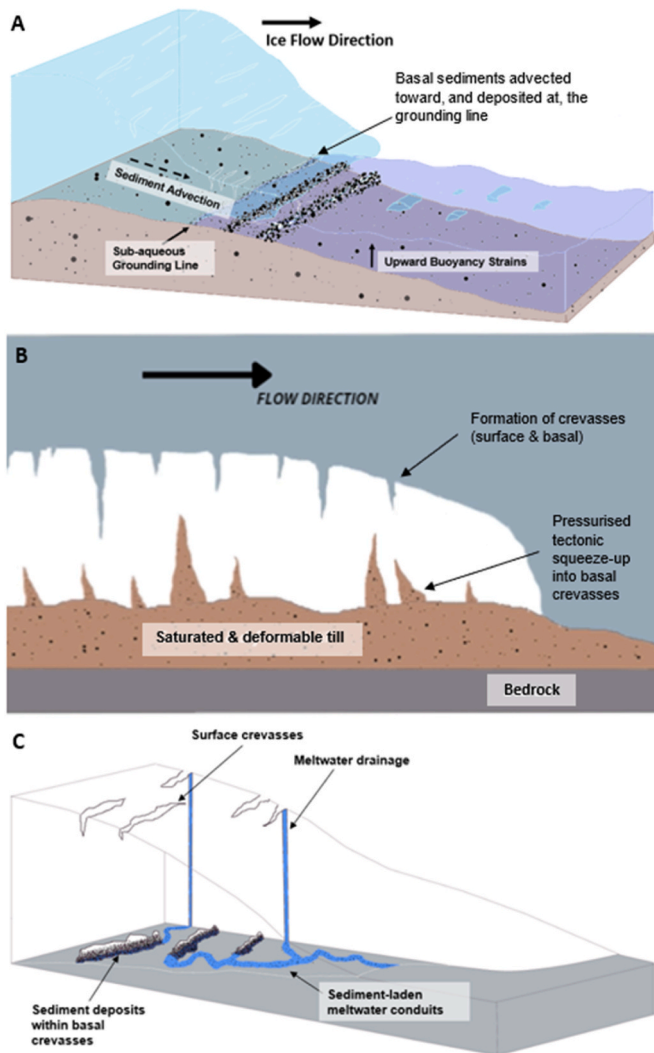 A
Ice Flow Direction
Basal sediments advected
toward, and deposited at, the
grounding line
Sediment Advection
Sub-aqueous
Grounding Line
Upward Buoyancy Strains
B
FLOW DIRECTION
Formation of crevasses
(surface & basal)
Pressurised
tectonic
squeeze-up
into basal
crevasses
Saturated & deformable till
Bedrock
C
Surface crevasses
Meltwater drainage
Sediment deposits
within basal
crevasses
Sediment-laden
meltwater conduits